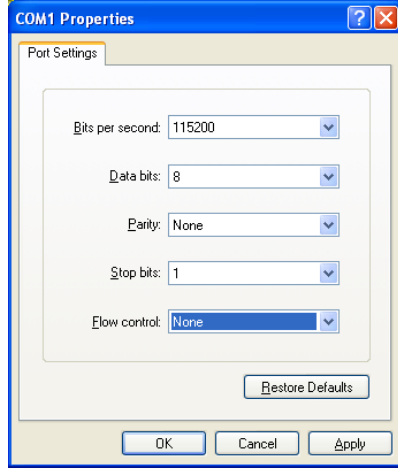 COM1 Properties
Port Settings
Bits per second: 115200
Data bits: 8
Parity: None
Stop bits: 1
Flow control: None
Restore Defaults
OK Cancel Apply